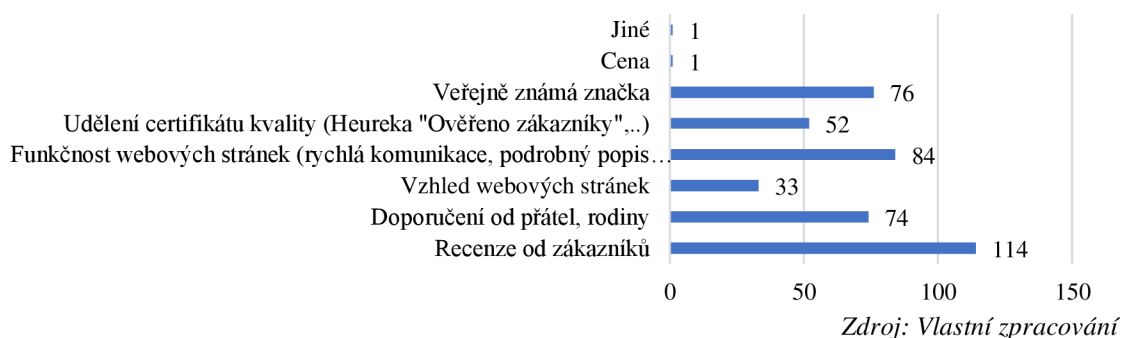 Jiné 1
Cena 1
Veřejně známá značka 76
Udělení certifikátu kvality (Heureka "Ověřeno zákazníky",..) 52
Funkčnost webových stránek (rychlá komunikace, podrobný popis… 84
Vzhled webových stránek 33
Doporučení od přátel, rodiny 74
Recenze od zákazníků 114
0 50 100 150
Zdroj: Vlastní zpracování